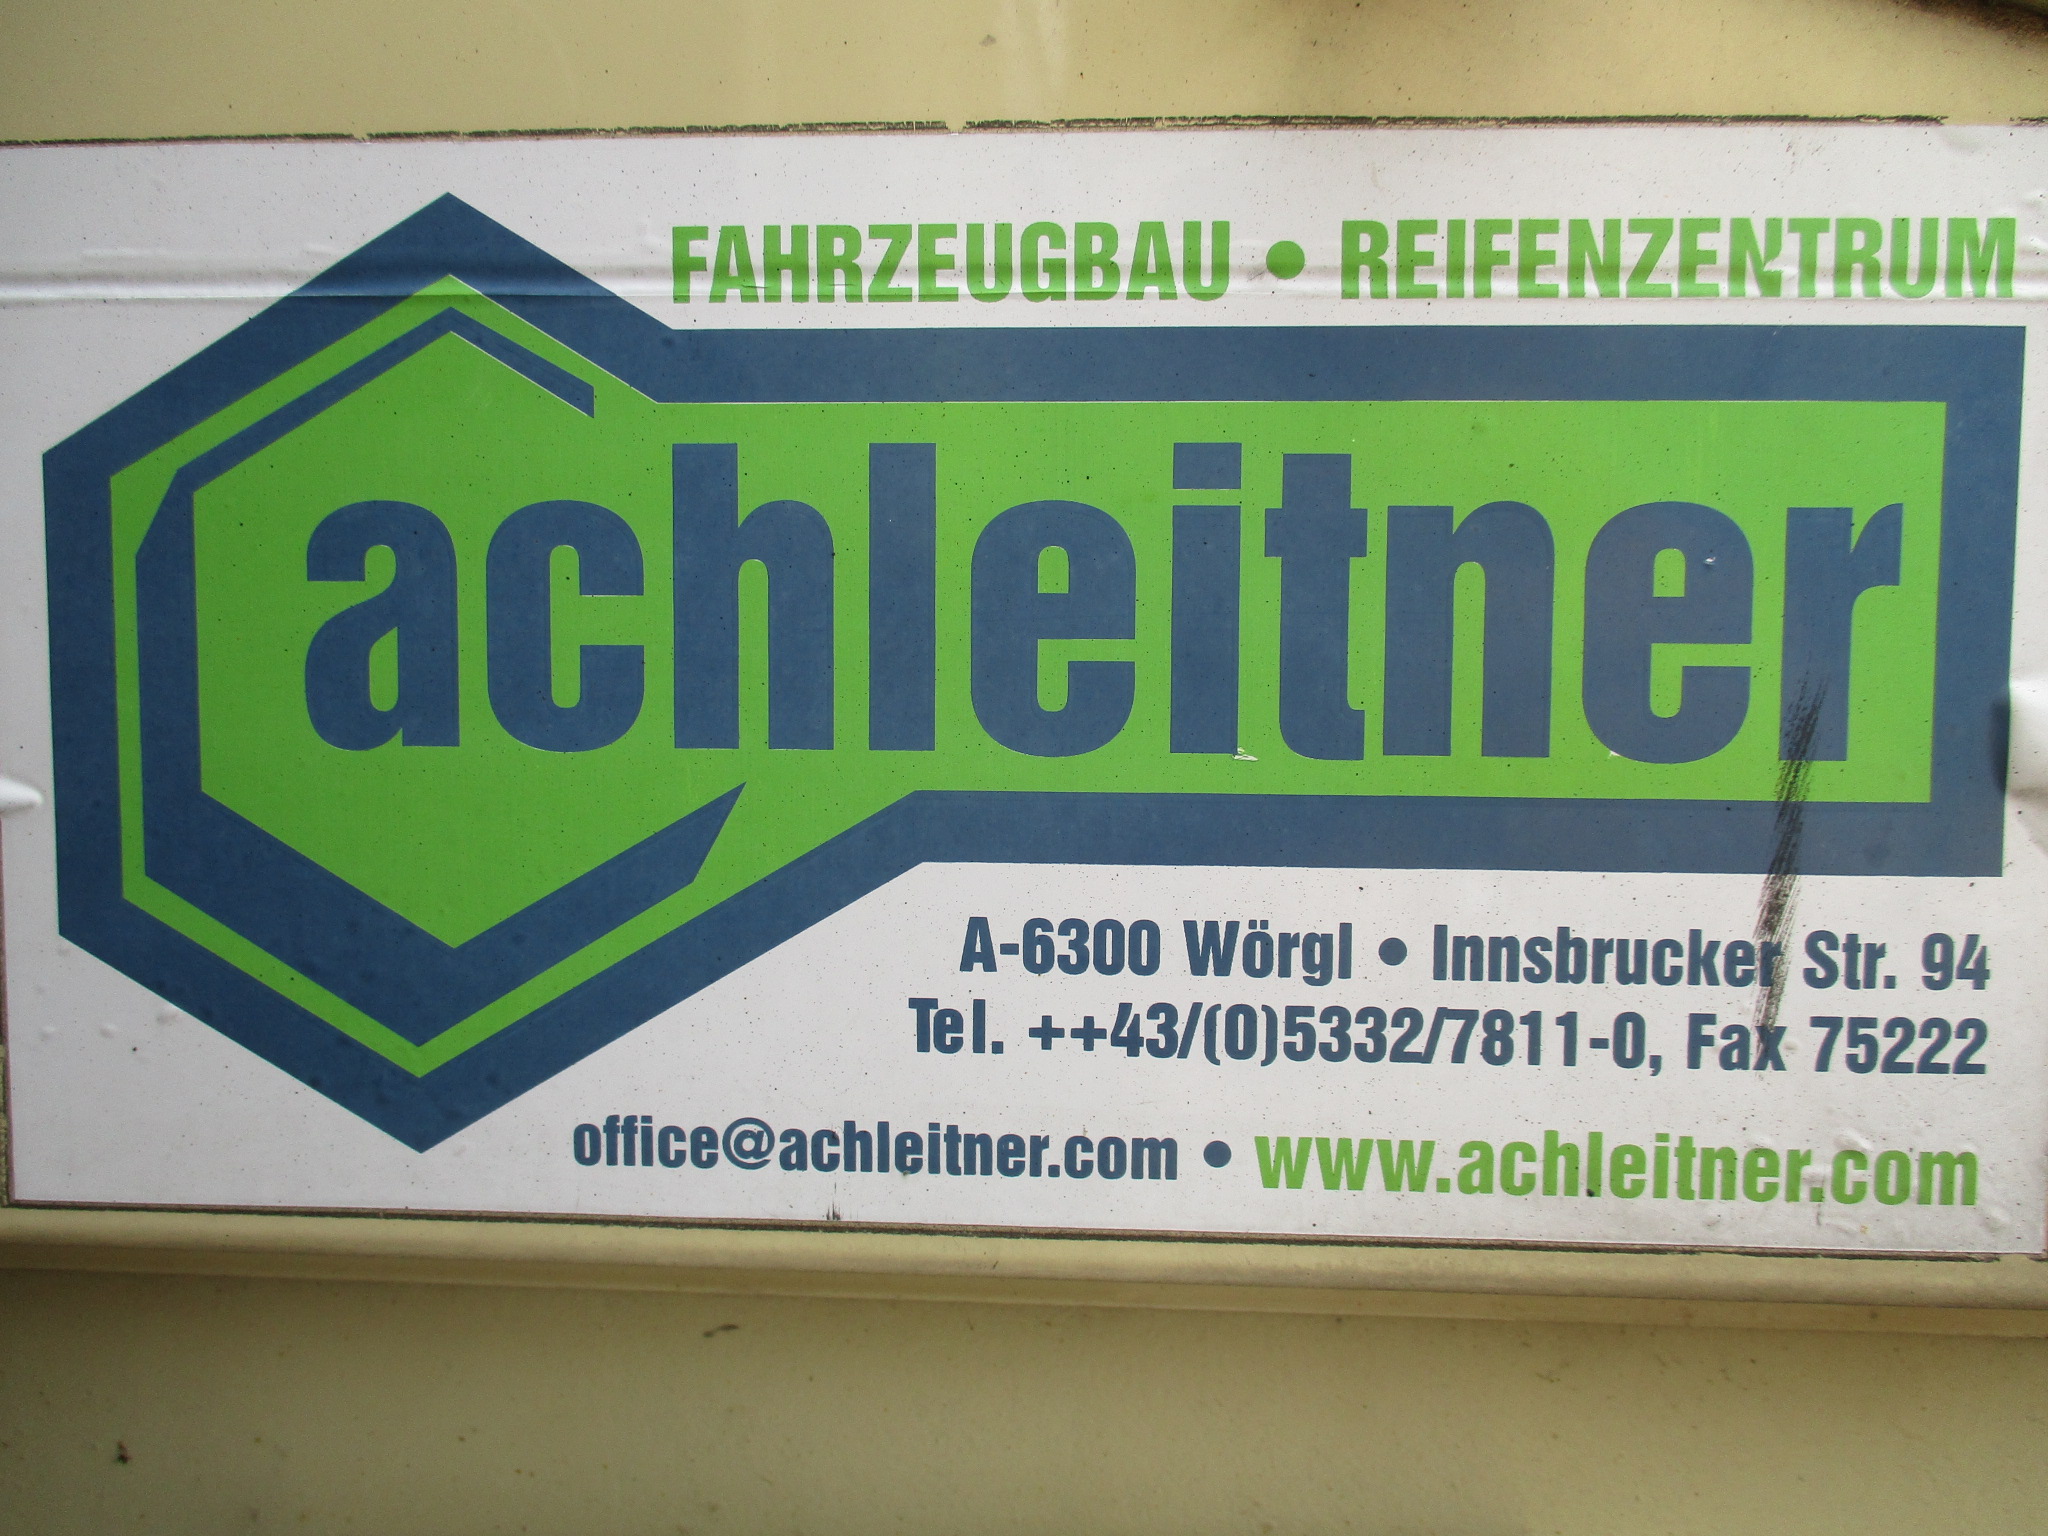 FAHRZEUGBAU • REIFENZENTRUM
achleitner
A-6300 Wörgl • Innsbrucker Str. 94
Tel. ++43/(0)5332/7811-0, Fax 75222
office@achleitner.com • www.achleitner.com